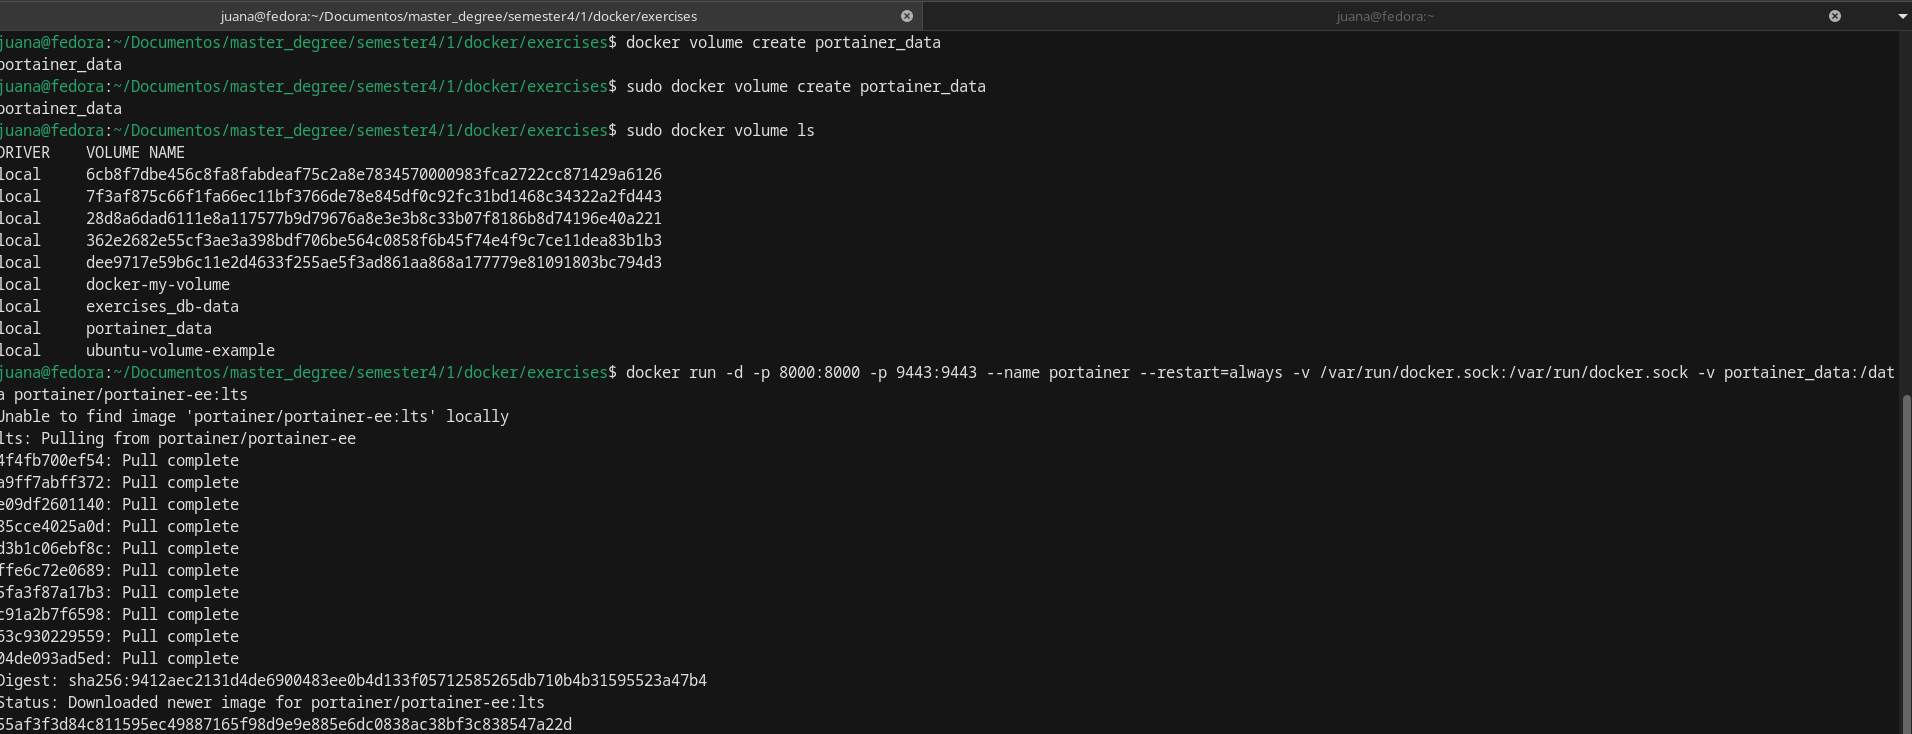 juana@fedora:~/Documentos/master_degree/semester4/1/docker/exercises juana@fedora:~
juana@fedora:~/Documentos/master_degree/semester4/1/docker/exercises$ docker volume create portainer_data
portainer_data
juana@fedora:~/Documentos/master_degree/semester4/1/docker/exercises$ sudo docker volume create portainer_data
portainer_data
juana@fedora:~/Documentos/master_degree/semester4/1/docker/exercises$ sudo docker volume ls
DRIVER    VOLUME NAME
local     6cb8f7dbe456c8fa8fabdeaf75c2a8e7834570000983fca2722cc871429a6126
local     7f3af875c66f1fa66ec11bf3766de78e845df0c92fc31bd1468c34322a2fd443
local     28d8a6dad6111e8a117577b9d79676a8e3e3b8c33b07f8186b8d74196e40a221
local     362e2682e55cf3ae3a398bdf706be564c0858f6b45f74e4f9c7ce11dea83b1b3
local     dee9717e59b6c11e2d4633f255ae5f3ad861aa868a177779e81091803bc794d3
local     docker-my-volume
local     exercises_db-data
local     portainer_data
local     ubuntu-volume-example
juana@fedora:~/Documentos/master_degree/semester4/1/docker/exercises$ docker run -d -p 8000:8000 -p 9443:9443 --name portainer --restart=always -v /var/run/docker.sock:/var/run/docker.sock -v portainer_data:/dat
a portainer/portainer-ee:lts
Unable to find image 'portainer/portainer-ee:lts' locally
lts: Pulling from portainer/portainer-ee
4f4fb700ef54: Pull complete
a9ff7abff372: Pull complete
e09df2601140: Pull complete
85cce4025a0d: Pull complete
d3b1c06ebf8c: Pull complete
ffe6c72e0689: Pull complete
5fa3f87a17b3: Pull complete
c91a2b7f6598: Pull complete
63c930229559: Pull complete
04de093ad5ed: Pull complete
Digest: sha256:9412aec2131d4de6900483ee0b4d133f05712585265db710b4b31595523a47b4
Status: Downloaded newer image for portainer/portainer-ee:lts
55af3f3d84c811595ec49887165f98d9e9e885e6dc0838ac38bf3c838547a22d